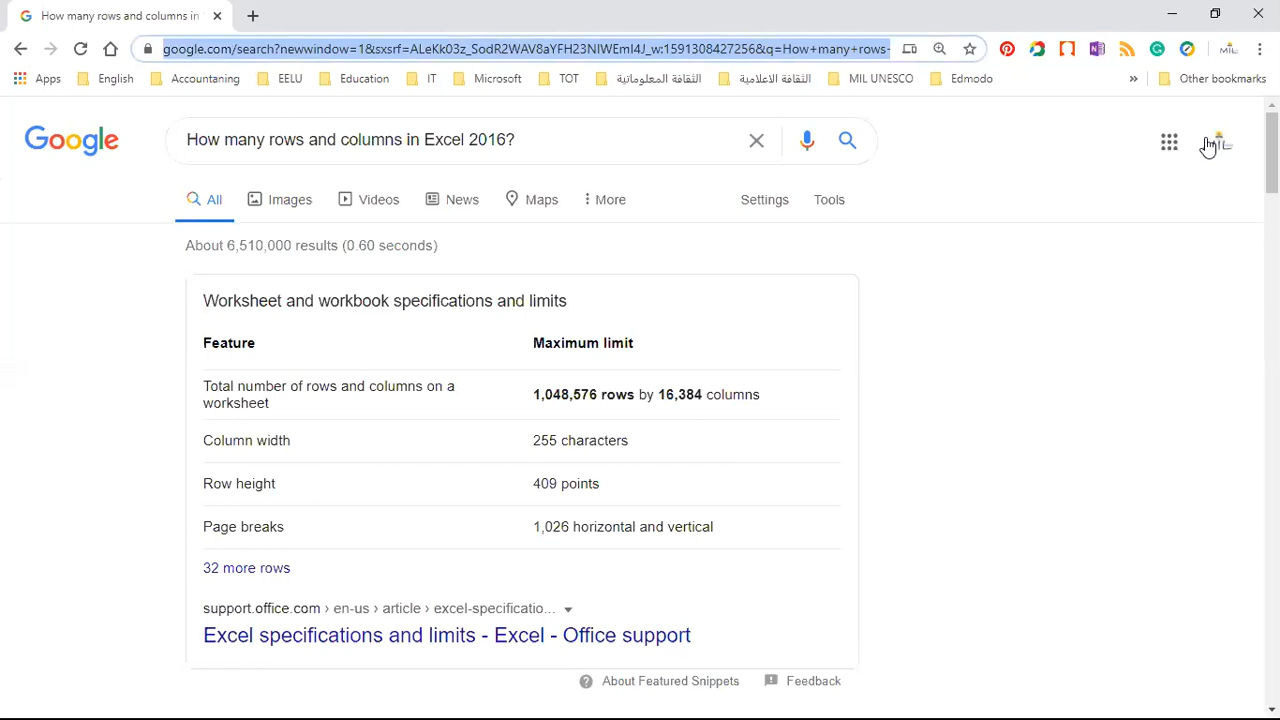 How many rows and columns in
google.com/search?newwindow=1&sxsrf=ALeKk03z_SodR2WAV8aYFH23NIWEmI4J_w:1591308427256&q=How+many+rows-
MIL
Apps English Accountaning EELU Education IT Microsoft TOT الثقافة المعلوماتية الثقافة الاعلامية MIL UNESCO Edmodo » Other bookmarks
Google How many rows and columns in Excel 2016?
All Images Videos News Maps More Settings Tools
About 6,510,000 results (0.60 seconds)
Worksheet and workbook specifications and limits
Feature Maximum limit
Total number of rows and columns on a
worksheet
1,048,576 rows by 16,384 columns
Column width 255 characters
Row height 409 points
Page breaks 1,026 horizontal and vertical
32 more rows
support.office.com › en-us › article › excel-specificatio...
Excel specifications and limits - Excel - Office support
About Featured Snippets Feedback